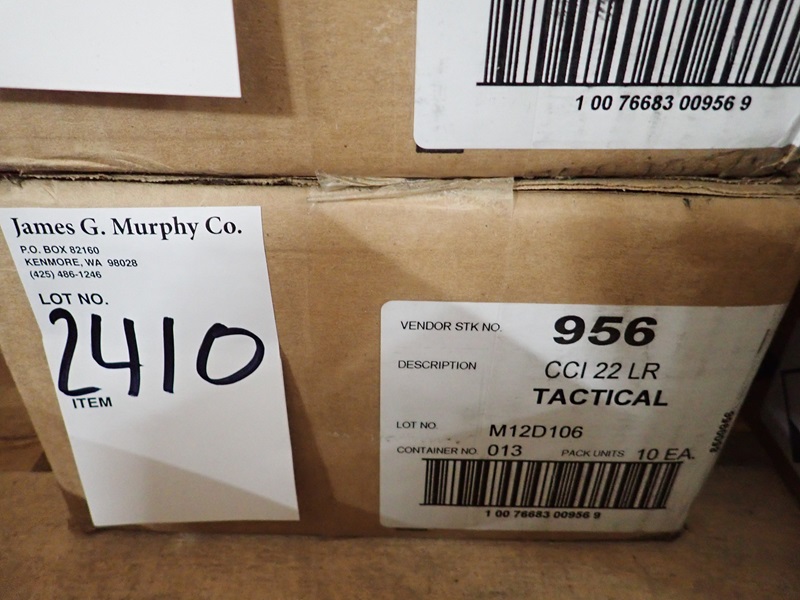 1 00 76683 00956 9
James G. Murphy Co.
P.O. BOX 82160
KENMORE, WA 98028
(425) 486-1246
LOT NO.
2410
ITEM
VENDOR STK NO. 956
DESCRIPTION CCI 22 LR
TACTICAL
LOT NO. M12D106
CONTAINER NO. 013 PACK UNITS 10 EA.
1 00 76683 00956 9